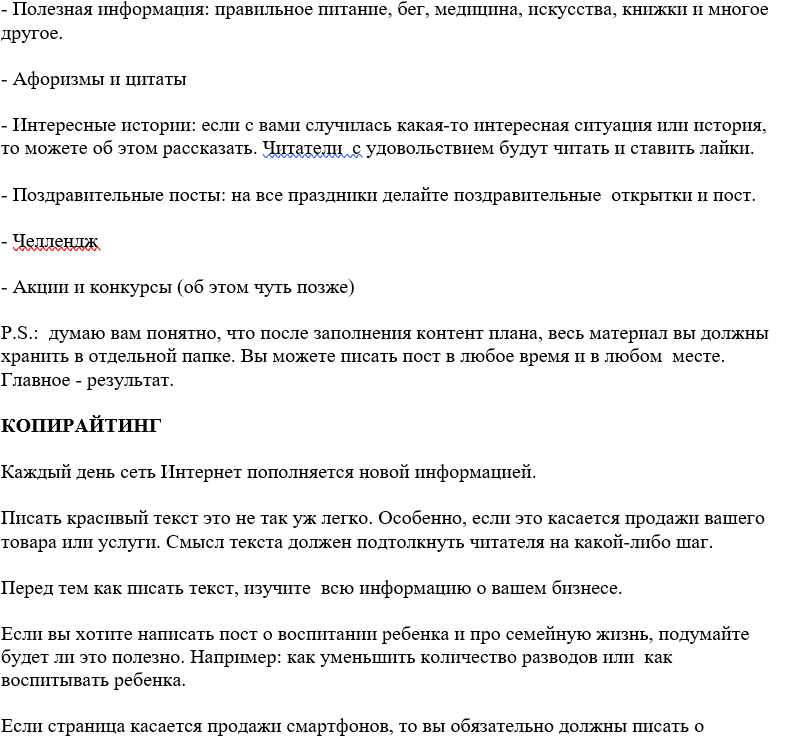 - Полезная информация: правильное питание, бег, медицина, искусства, книжки и многое
другое.
- Афоризмы и цитаты
- Интересные истории: если с вами случилась какая-то интересная ситуация или история,
то можете об этом рассказать. Читатели  с удовольствием будут читать и ставить лайки.
- Поздравительные посты: на все праздники делайте поздравительные  открытки и пост.
- Челлендж
- Акции и конкурсы (об этом чуть позже)
P.S.:  думаю вам понятно, что после заполнения контент плана, весь материал вы должны
хранить в отдельной папке. Вы можете писать пост в любое время и в любом  месте.
Главное - результат.
КОПИРАЙТИНГ
Каждый день сеть Интернет пополняется новой информацией.
Писать красивый текст это не так уж легко. Особенно, если это касается продажи вашего
товара или услуги. Смысл текста должен подтолкнуть читателя на какой-либо шаг.
Перед тем как писать текст, изучите  всю информацию о вашем бизнесе.
Если вы хотите написать пост о воспитании ребенка и про семейную жизнь, подумайте
будет ли это полезно. Например: как уменьшить количество разводов или  как
воспитывать ребенка.
Если страница касается продажи смартфонов, то вы обязательно должны писать о